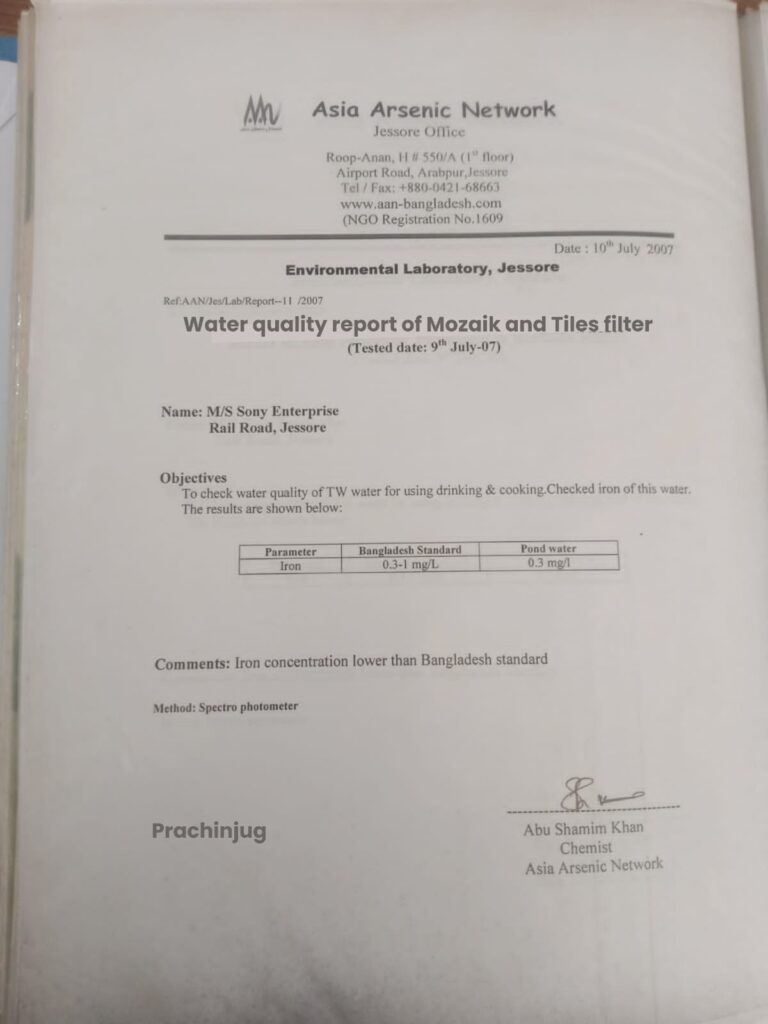 Asia Arsenic Network
Jessore Office
Roop-Anan, H # 550/A (1st floor)
Airport Road, Arabpur,Jessore
Tel / Fax: +880-0421-68663
www.aan-bangladesh.com
(NGO Registration No.1609
Date : 10th July 2007
Environmental Laboratory, Jessore
Ref:AAN/Jes/Lab/Report--11 /2007
Water quality report of Mozaik and Tiles filter
(Tested date: 9th July-07)
Name: M/S Sony Enterprise
Rail Road, Jessore
Objectives
To check water quality of TW water for using drinking & cooking.Checked iron of this water.
The results are shown below:
Parameter Bangladesh Standard Pond water
Iron 0.3-1 mg/L 0.3 mg/l
Comments: Iron concentration lower than Bangladesh standard
Method: Spectro photometer
Prachinjug
Abu Shamim Khan
Chemist
Asia Arsenic Network